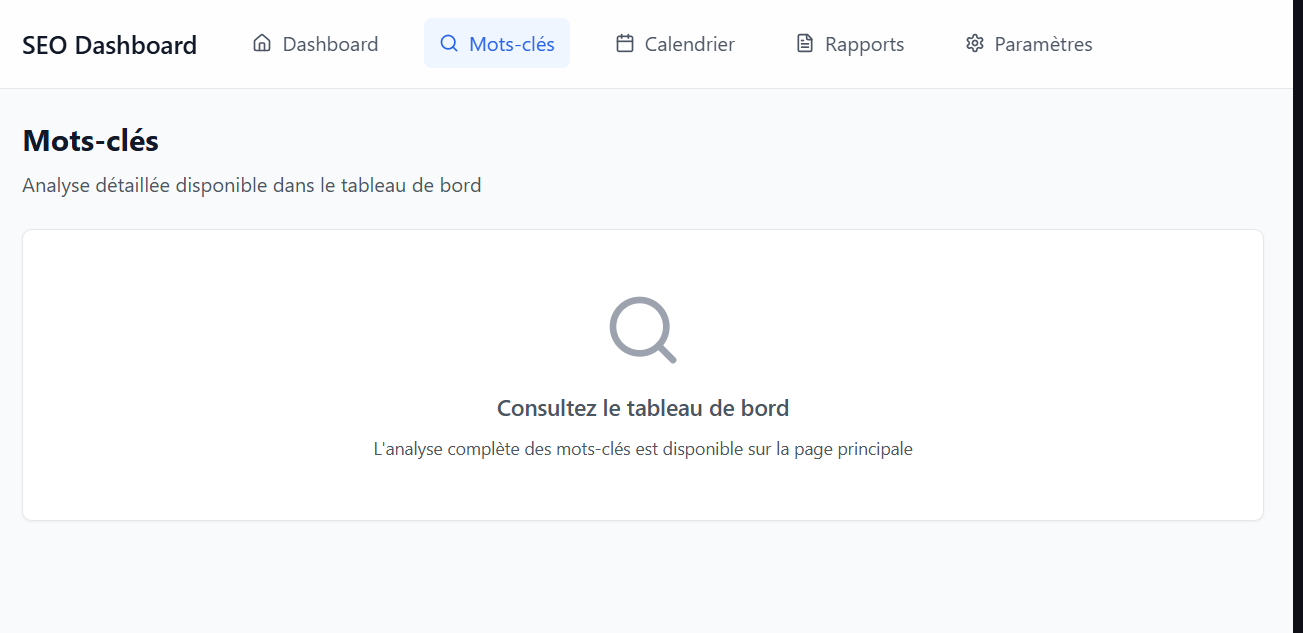 SEO Dashboard
Dashboard
Mots-clés
Calendrier
Rapports
Paramètres
Mots-clés
Analyse détaillée disponible dans le tableau de bord
Consultez le tableau de bord
L'analyse complète des mots-clés est disponible sur la page principale